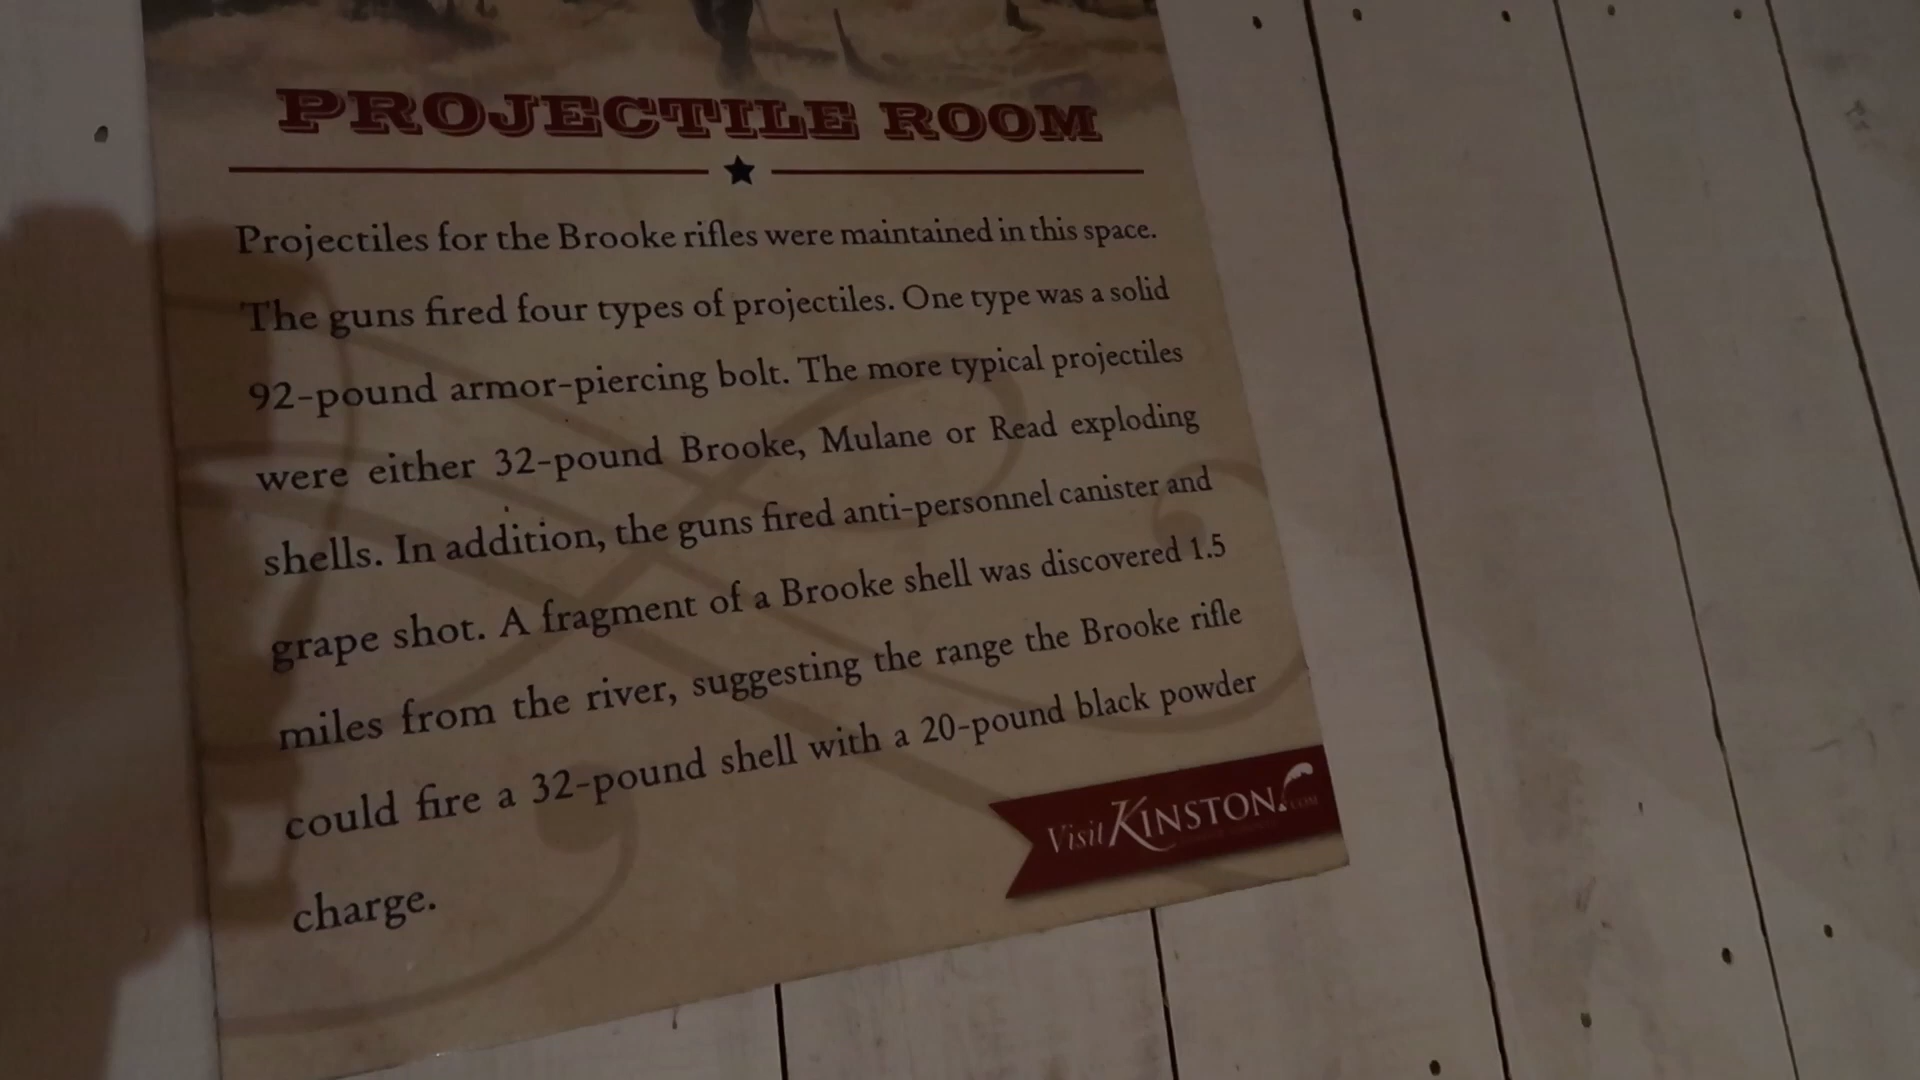 PROJECTILE ROOM
Projectiles for the Brooke rifles were maintained in this space.
The guns fired four types of projectiles. One type was a solid
92-pound armor-piercing bolt. The more typical projectiles
were either 32-pound Brooke, Mulane or Read exploding
shells. In addition, the guns fired anti-personnel canister and
grape shot. A fragment of a Brooke shell was discovered 1.5
miles from the river, suggesting the range the Brooke rifle
could fire a 32-pound shell with a 20-pound black powder
charge.
Visit KINSTON.COM